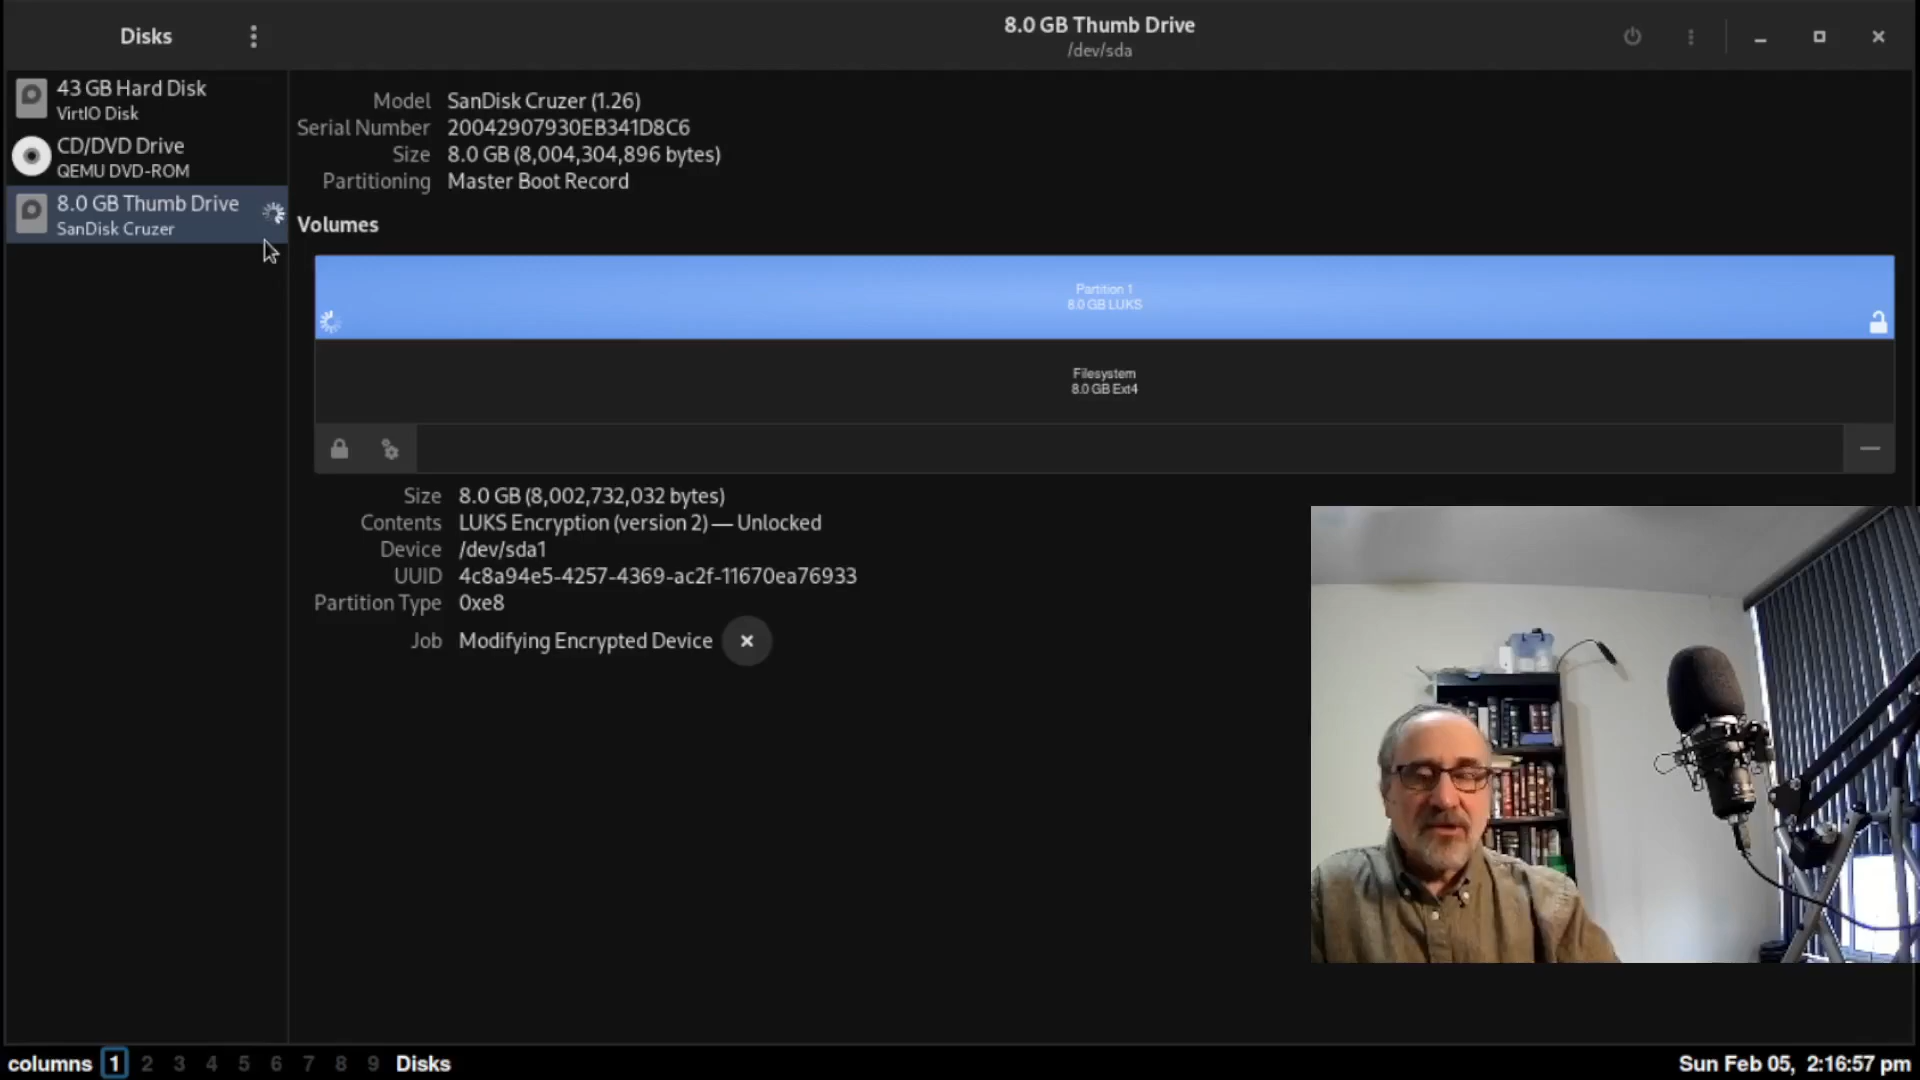 Disks
8.0 GB Thumb Drive
/dev/sda
43 GB Hard Disk
VirtIO Disk
CD/DVD Drive
QEMU DVD-ROM
8.0 GB Thumb Drive
SanDisk Cruzer
Model SanDisk Cruzer (1.26)
Serial Number 20042907930EB341D8C6
Size 8.0 GB (8,004,304,896 bytes)
Partitioning Master Boot Record
Volumes
Partition 1
8.0 GB LUKS
Filesystem
8.0 GB Ext4
Size 8.0 GB (8,002,732,032 bytes)
Contents LUKS Encryption (version 2) — Unlocked
Device /dev/sda1
UUID 4c8a94e5-4257-4369-ac2f-11670ea76933
Partition Type 0xe8
Job Modifying Encrypted Device
columns 1 2 3 4 5 6 7 8 9 Disks
Sun Feb 05, 2:16:57 pm